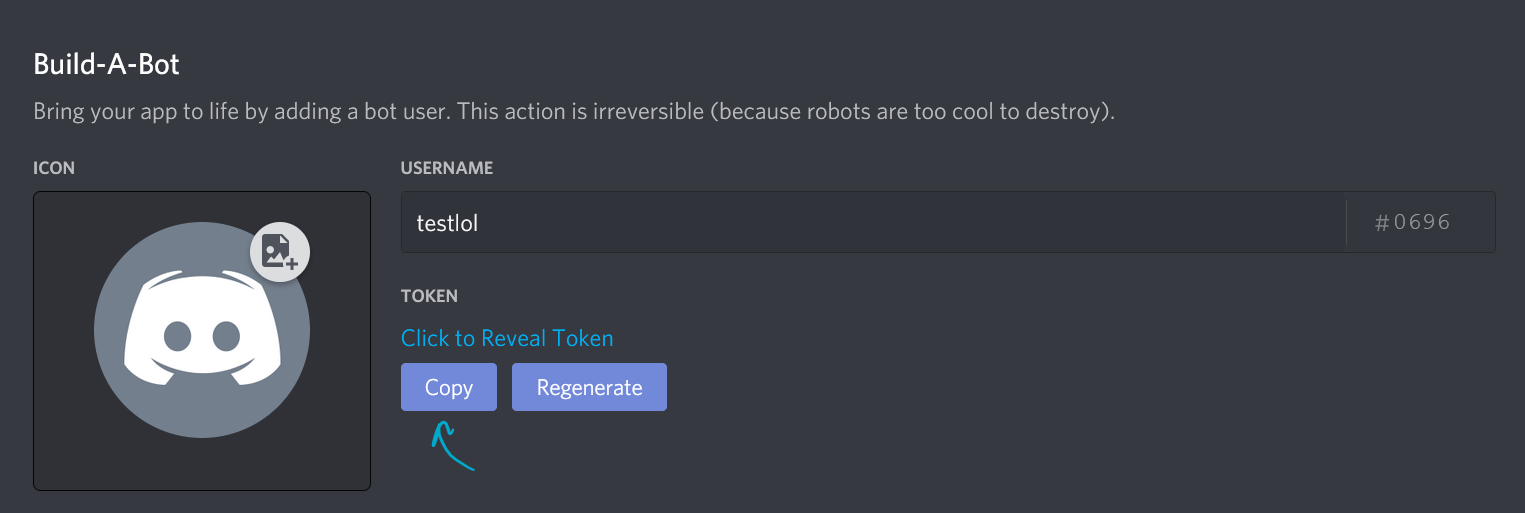 Build-A-Bot
Bring your app to life by adding a bot user. This action is irreversible (because robots are too cool to destroy).
ICON
USERNAME
testlol
#0696
TOKEN
Click to Reveal Token
Copy
Regenerate